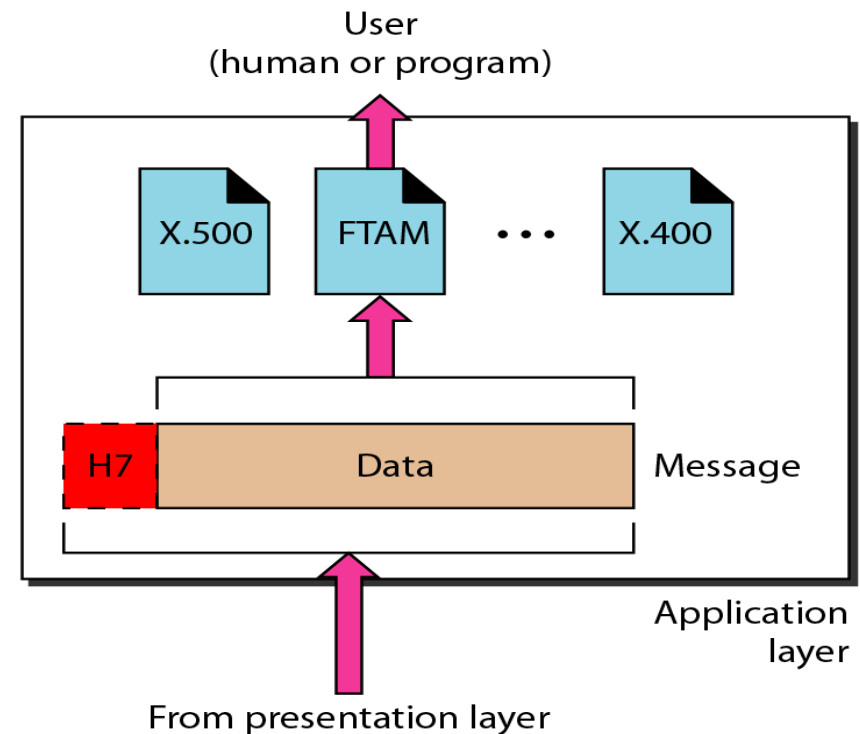 User
(human or program)
X.500
FTAM
...
X.400
H7
Data
Message
Application
layer
From presentation layer